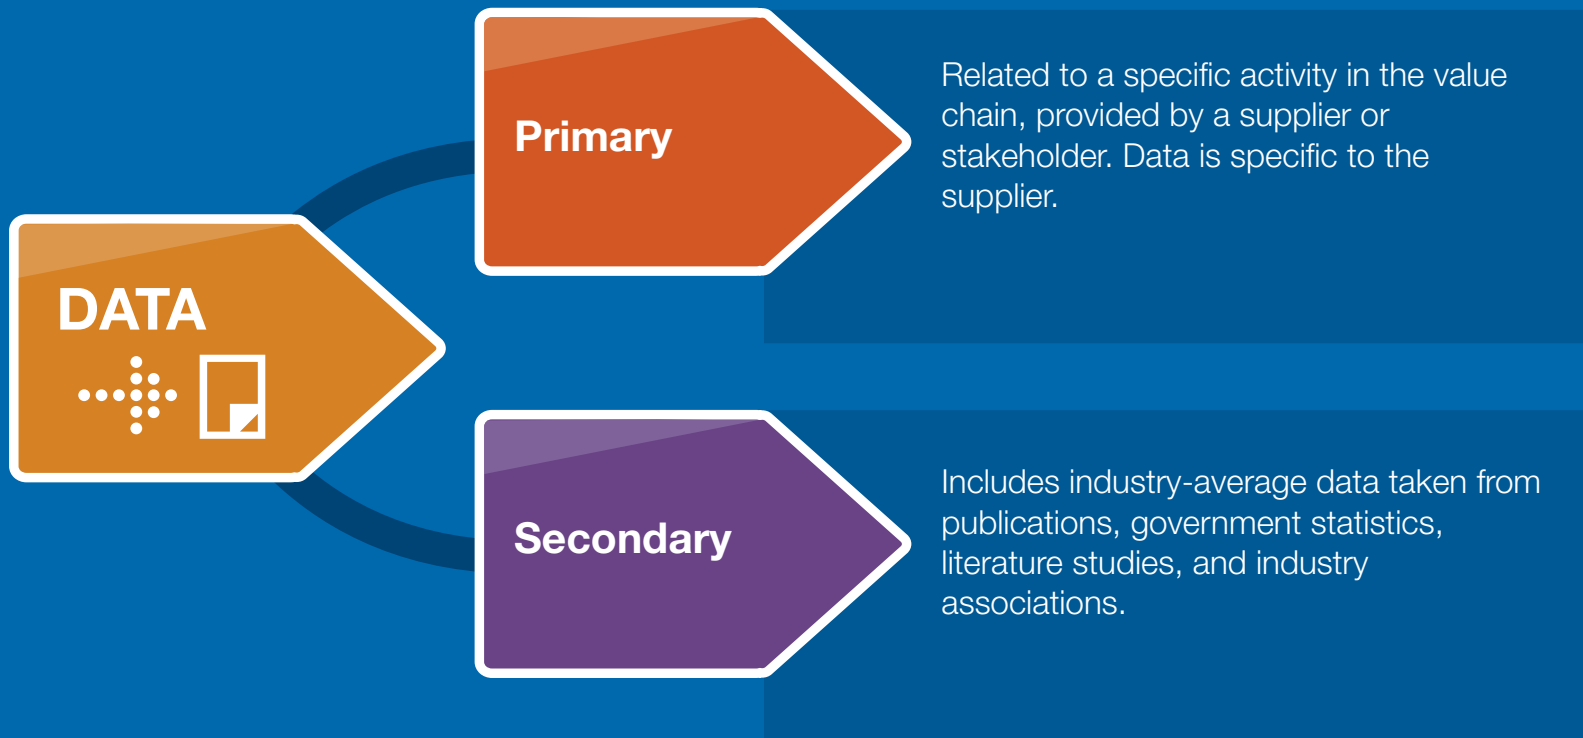 DATA
Primary
Related to a specific activity in the value
chain, provided by a supplier or
stakeholder. Data is specific to the
supplier.
Secondary
Includes industry-average data taken from
publications, government statistics,
literature studies, and industry
associations.